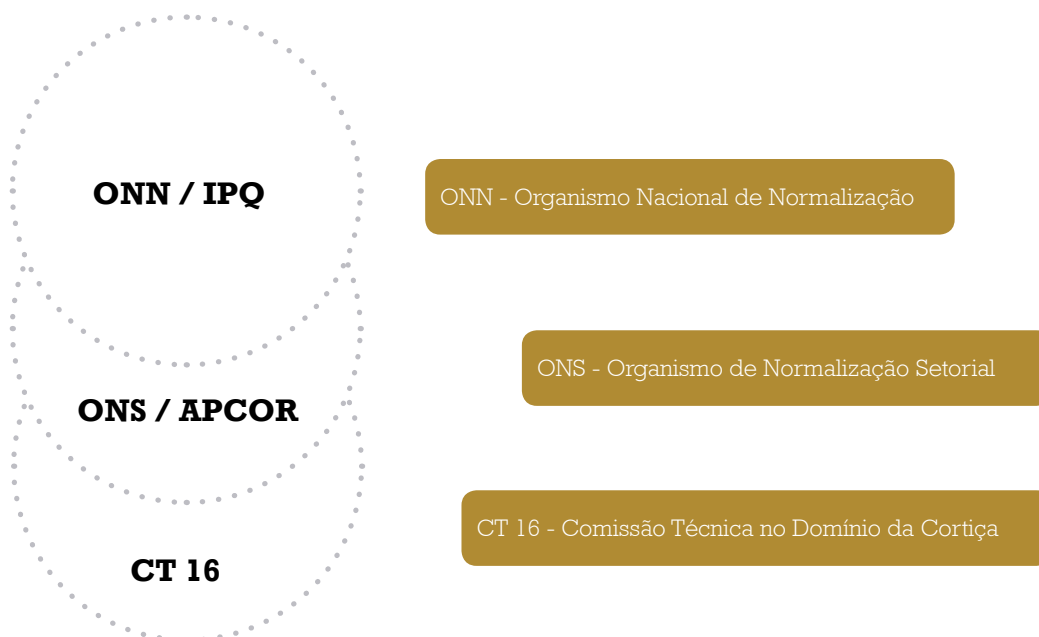 ONN / IPQ
ONN - Organismo Nacional de Normalização
ONS - Organismo de Normalização Setorial
ONS / APCOR
CT 16 - Comissão Técnica no Domínio da Cortiça
CT 16